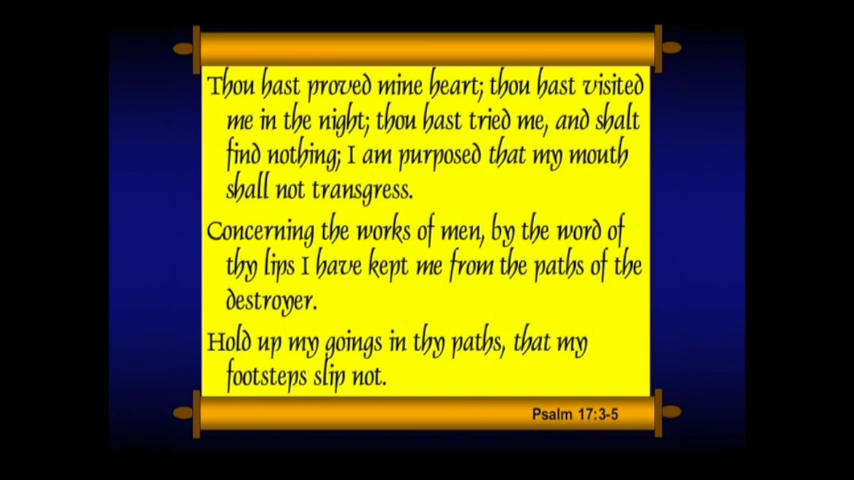 Thou hast proved mine heart; thou hast visited
me in the night; thou hast tried me, and shalt
find nothing; I am purposed that my mouth
shall not transgress.
Concerning the works of men, by the word of
thy lips I have kept me from the paths of the
destroyer.
Hold up my goings in thy paths, that my
footsteps slip not.
Psalm 17:3-5